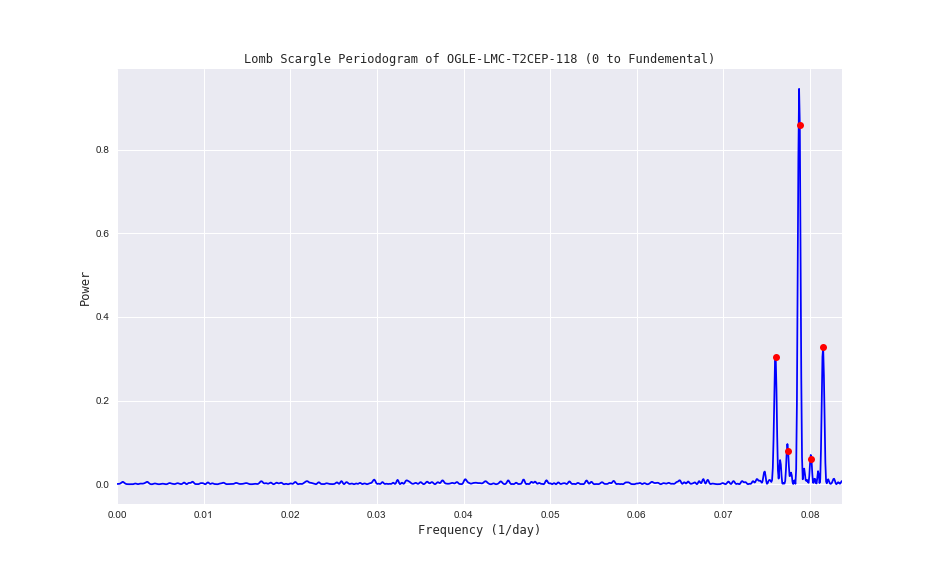 Lomb Scargle Periodogram of OGLE-LMC-T2CEP-118 (0 to Fundemental)
Power
0.8
0.6
0.4
0.2
0.0
0.00 0.01 0.02 0.03 0.04 0.05 0.06 0.07 0.08
Frequency (1/day)